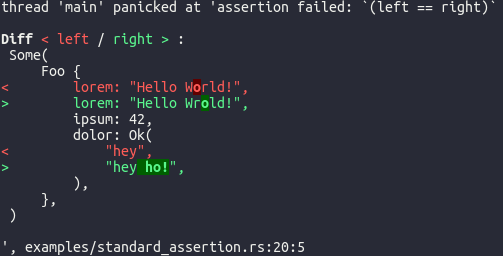 thread 'main' panicked at 'assertion failed: `(left == right)`

Diff < left / right > :
 Some(
     Foo {
<        lorem: "Hello World!",
>        lorem: "Hello Wrold!",
         ipsum: 42,
         dolor: Ok(
<            "hey",
>            "hey ho!",
         ),
     },
 )

', examples/standard_assertion.rs:20:5